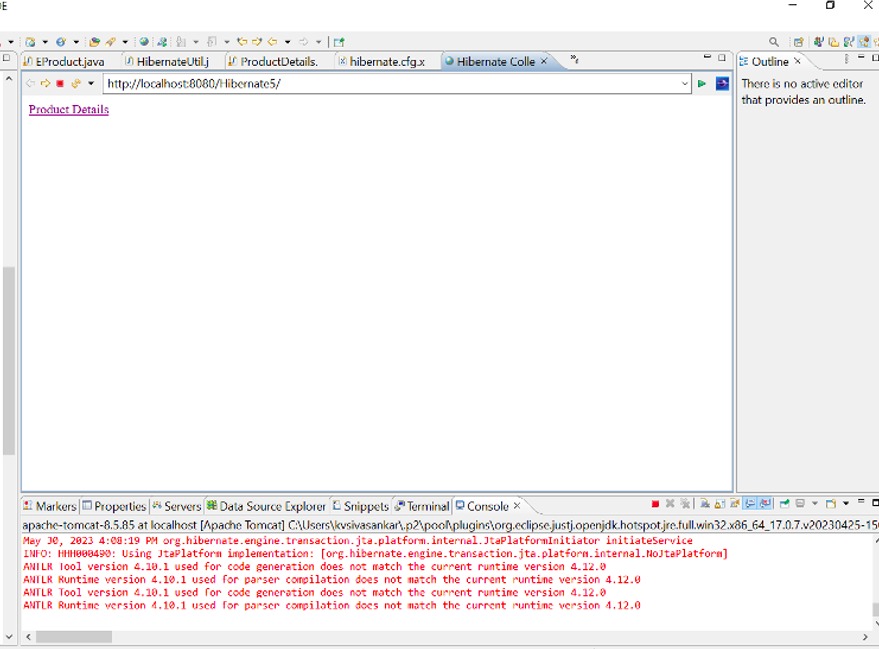 DE
EProduct.java HibernateUtil.j ProductDetails. hibernate.cfg.x Hibernate Colle
Outline
http://localhost:8080/Hibernate5/
There is no active editor
that provides an outline.
Product Details
Markers Properties Servers Data Source Explorer Snippets Terminal Console
apache-tomcat-8.5.85 at localhost [Apache Tomcat] C:\Users\kvsivasankar\.p2\pool\plugins\org.eclipse.justj.openjdk.hotspot.jre.full.win32.x86_64_17.0.7.v20230425-150
May 30, 2023 4:08:19 PM org.hibernate.engine.transaction.jta.platform.internal.JtaPlatformInitiator initiateService
INFO: HHH000490: Using JtaPlatform implementation: [org.hibernate.engine.transaction.jta.platform.internal.NoJtaPlatform]
ANTLR Tool version 4.10.1 used for code generation does not match the current runtime version 4.12.0
ANTLR Runtime version 4.10.1 used for parser compilation does not match the current runtime version 4.12.0
ANTLR Tool version 4.10.1 used for code generation does not match the current runtime version 4.12.0
ANTLR Runtime version 4.10.1 used for parser compilation does not match the current runtime version 4.12.0